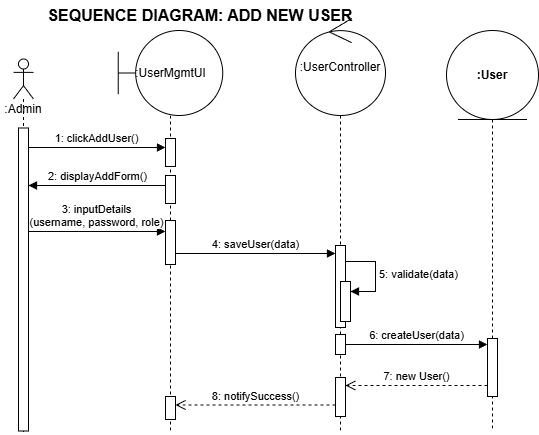 SEQUENCE DIAGRAM: ADD NEW USER
:Admin
:UserMgmtUI
:UserController
:User
1: clickAddUser()
2: displayAddForm()
3: inputDetails
(username, password, role)
4: saveUser(data)
5: validate(data)
6: createUser(data)
7: new User()
8: notifySuccess()